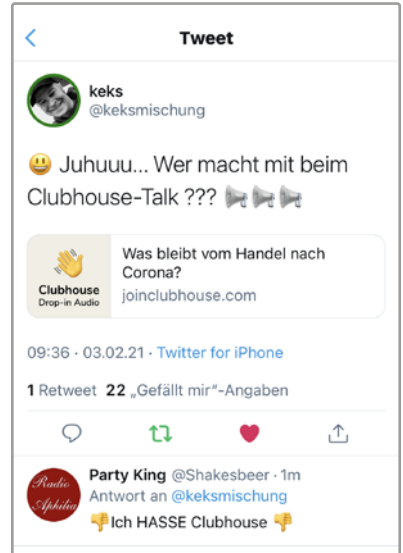 Tweet
keks
@keksmischung
😃 Juhuuu... Wer macht mit beim
Clubhouse-Talk ??? 📢📢📢
👋
Clubhouse
Drop-in Audio
Was bleibt vom Handel nach
Corona?
joinclubhouse.com
09:36 · 03.02.21 · Twitter for iPhone
1 Retweet 22 „Gefällt mir“-Angaben
Radio
Aphilia
Party King @Shakesbeer · 1m
Antwort an @keksmischung
👎Ich HASSE Clubhouse 👎